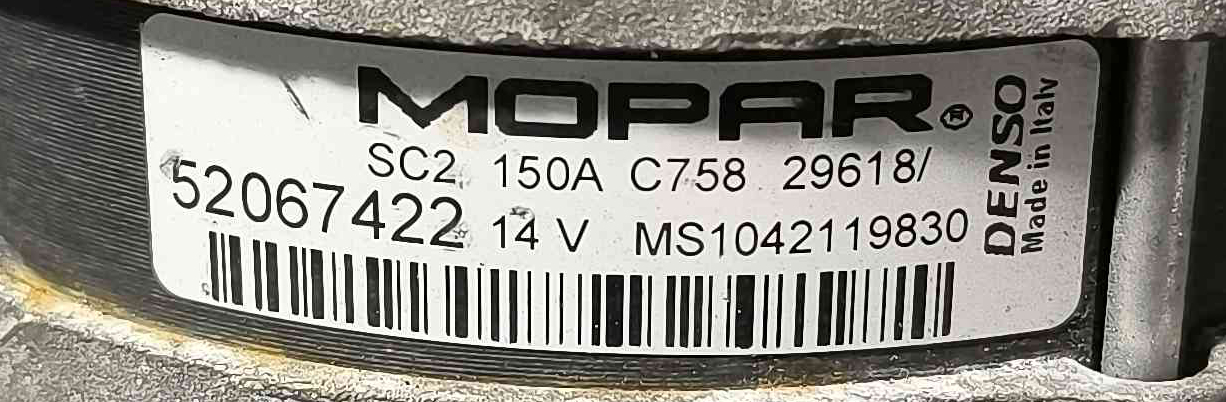 MOPAR®
SC2 150A C758 29618/
52067422 14 V MS1042119830
DENSO
Made in Italy